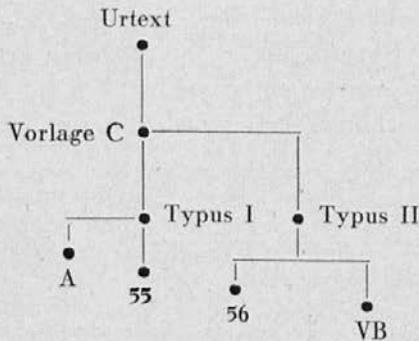 Urtext
Vorlage C
Typus I
Typus II
A
55
56
VB